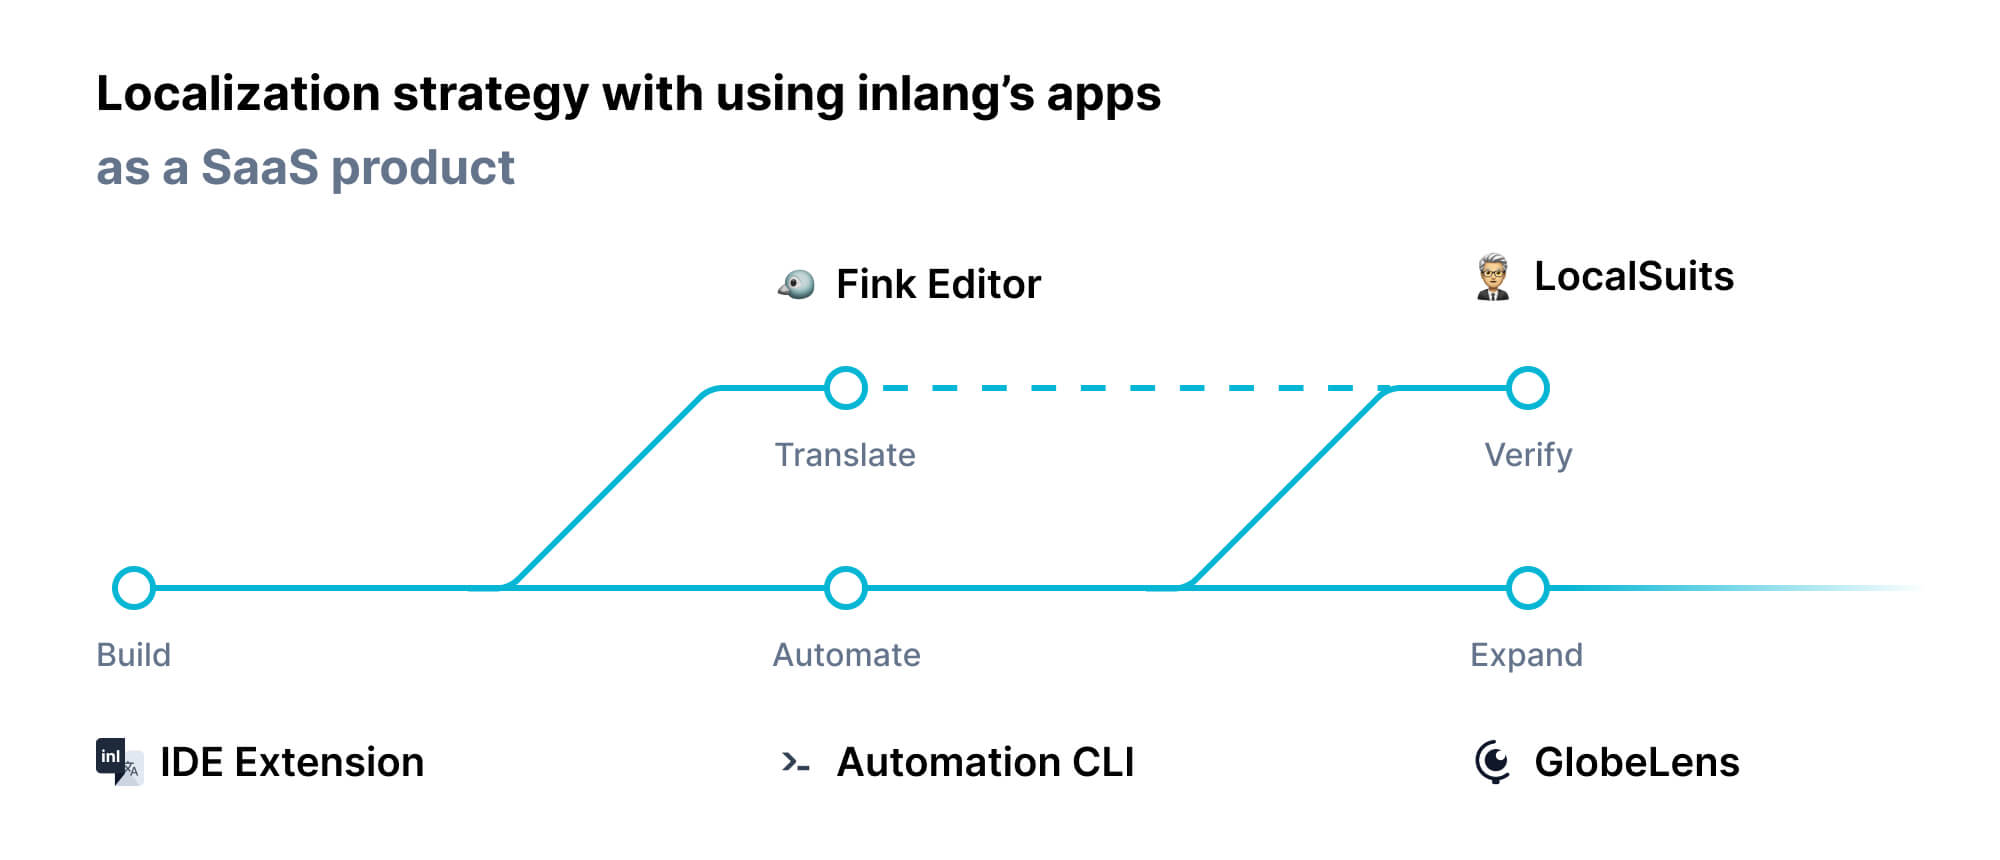 Localization strategy with using inlang’s apps
as a SaaS product
Fink Editor
LocalSuits
Translate
Verify
Build
Automate
Expand
inl
IDE Extension
Automation CLI
GlobeLens